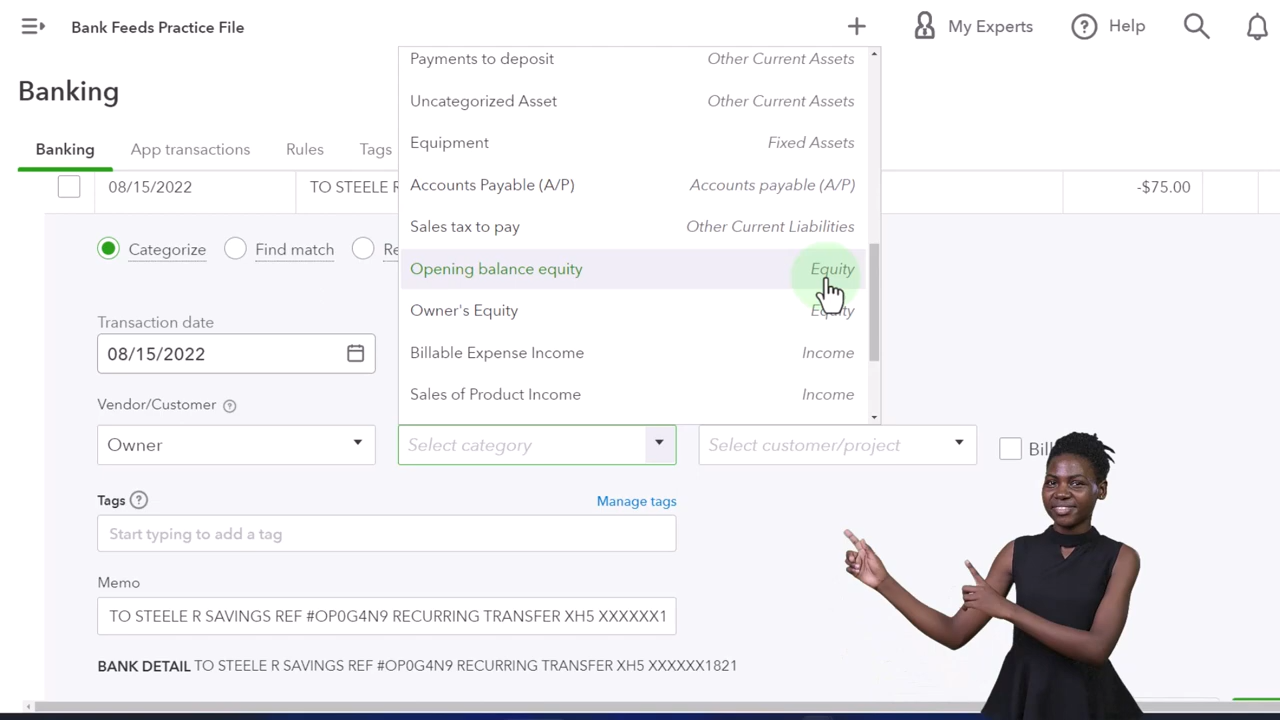 Bank Feeds Practice File
My Experts
Help
Banking
Banking
App transactions
Rules
Tags
Payments to deposit Other Current Assets
Uncategorized Asset Other Current Assets
Equipment Fixed Assets
Accounts Payable (A/P) Accounts payable (A/P)
Sales tax to pay Other Current Liabilities
Opening balance equity Equity
Owner's Equity Equity
Billable Expense Income Income
Sales of Product Income Income
08/15/2022
TO STEELE
-$75.00
Categorize
Find match
Transaction date
08/15/2022
Vendor/Customer
Owner
Select category
Select customer/project
Tags
Manage tags
Start typing to add a tag
Memo
TO STEELE R SAVINGS REF #OP0G4N9 RECURRING TRANSFER XH5 XXXXXX1
BANK DETAIL TO STEELE R SAVINGS REF #OP0G4N9 RECURRING TRANSFER XH5 XXXXXX1821